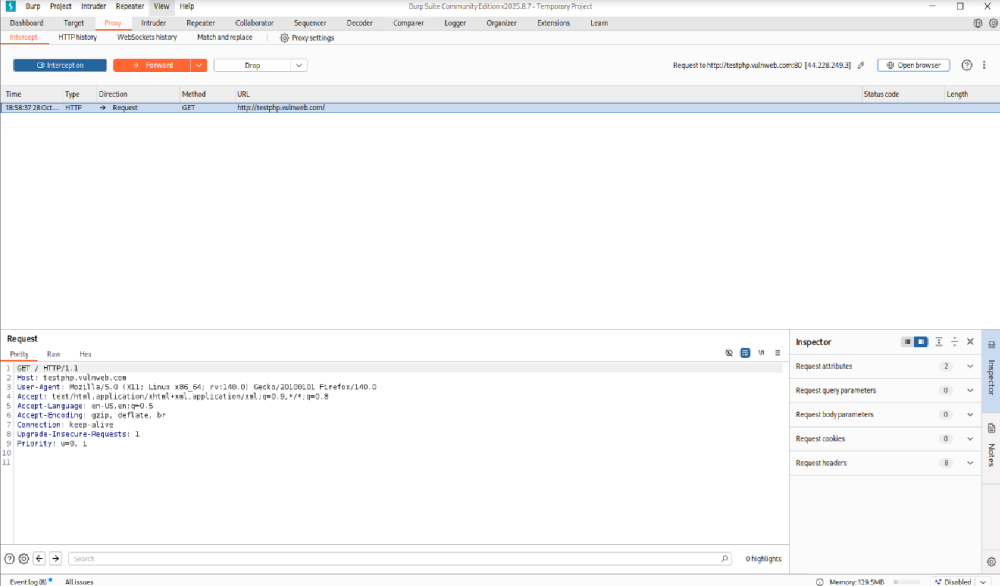 Burp Project Intruder Repeater View Help Burp Suite Community Edition v2025.8.7 - Temporary Project
Dashboard Target Proxy Intruder Repeater Collaborator Sequencer Decoder Comparer Logger Organizer Extensions Learn
Intercept HTTP history WebSockets history Match and replace Proxy settings
Intercept on Forward Drop Request to http://testphp.vulnweb.com:80 [44.228.249.3] Open browser
Time Type Direction Method URL Status code Length
18:58:37 28 Oct ... HTTP → Request GET http://testphp.vulnweb.com/
Request
Pretty Raw Hex \n
1 GET / HTTP/1.1
2 Host: testphp.vulnweb.com
3 User-Agent: Mozilla/5.0 (X11; Linux x86_64; rv:140.0) Gecko/20100101 Firefox/140.0
4 Accept: text/html,application/xhtml+xml,application/xml;q=0.9,*/*;q=0.8
5 Accept-Language: en-US,en;q=0.5
6 Accept-Encoding: gzip, deflate, br
7 Connection: keep-alive
8 Upgrade-Insecure-Requests: 1
9 Priority: u=0, i
10
11
Inspector
Request attributes 2
Request query parameters 0
Request body parameters 0
Request cookies 0
Request headers 8
Inspector
Notes
Search 0 highlights
Event log (8) All issues Memory: 129.5MB Disabled